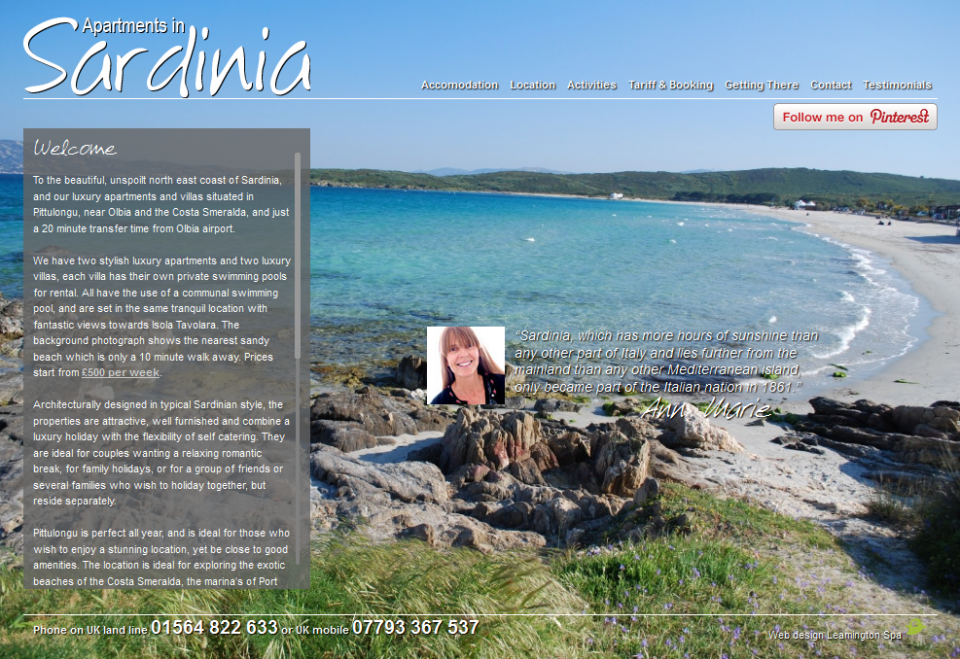 Apartments in
Sardinia
Accomodation Location Activities Tariff & Booking Getting There Contact Testimonials
Follow me on Pinterest
Welcome
To the beautiful, unspoilt north east coast of Sardinia,
and our luxury apartments and villas situated in
Pittulongu, near Olbia and the Costa Smeralda, and just
a 20 minute transfer time from Olbia airport.
We have two stylish luxury apartments and two luxury
villas, each villa has their own private swimming pools
for rental. All have the use of a communal swimming
pool, and are set in the same tranquil location with
fantastic views towards Isola Tavolara. The
background photograph shows the nearest sandy
beach which is only a 10 minute walk away. Prices
start from £500 per week.
Architecturally designed in typical Sardinian style, the
properties are attractive, well furnished and combine a
luxury holiday with the flexibility of self catering. They
are ideal for couples wanting a relaxing romantic
break, for family holidays, or for a group of friends or
several families who wish to holiday together, but
reside separately.
Pittulongu is perfect all year, and is ideal for those who
wish to enjoy a stunning location, yet be close to good
amenities. The location is ideal for exploring the exotic
beaches of the Costa Smeralda, the marina's of Port
"Sardinia, which has more hours of sunshine than
any other part of Italy and lies further from the
mainland than any other Mediterranean island,
only became part of the Italian nation in 1861."
Ann Marie
Phone on UK land line 01564 822 633 or UK mobile 07793 367 537
Web design Leamington Spa